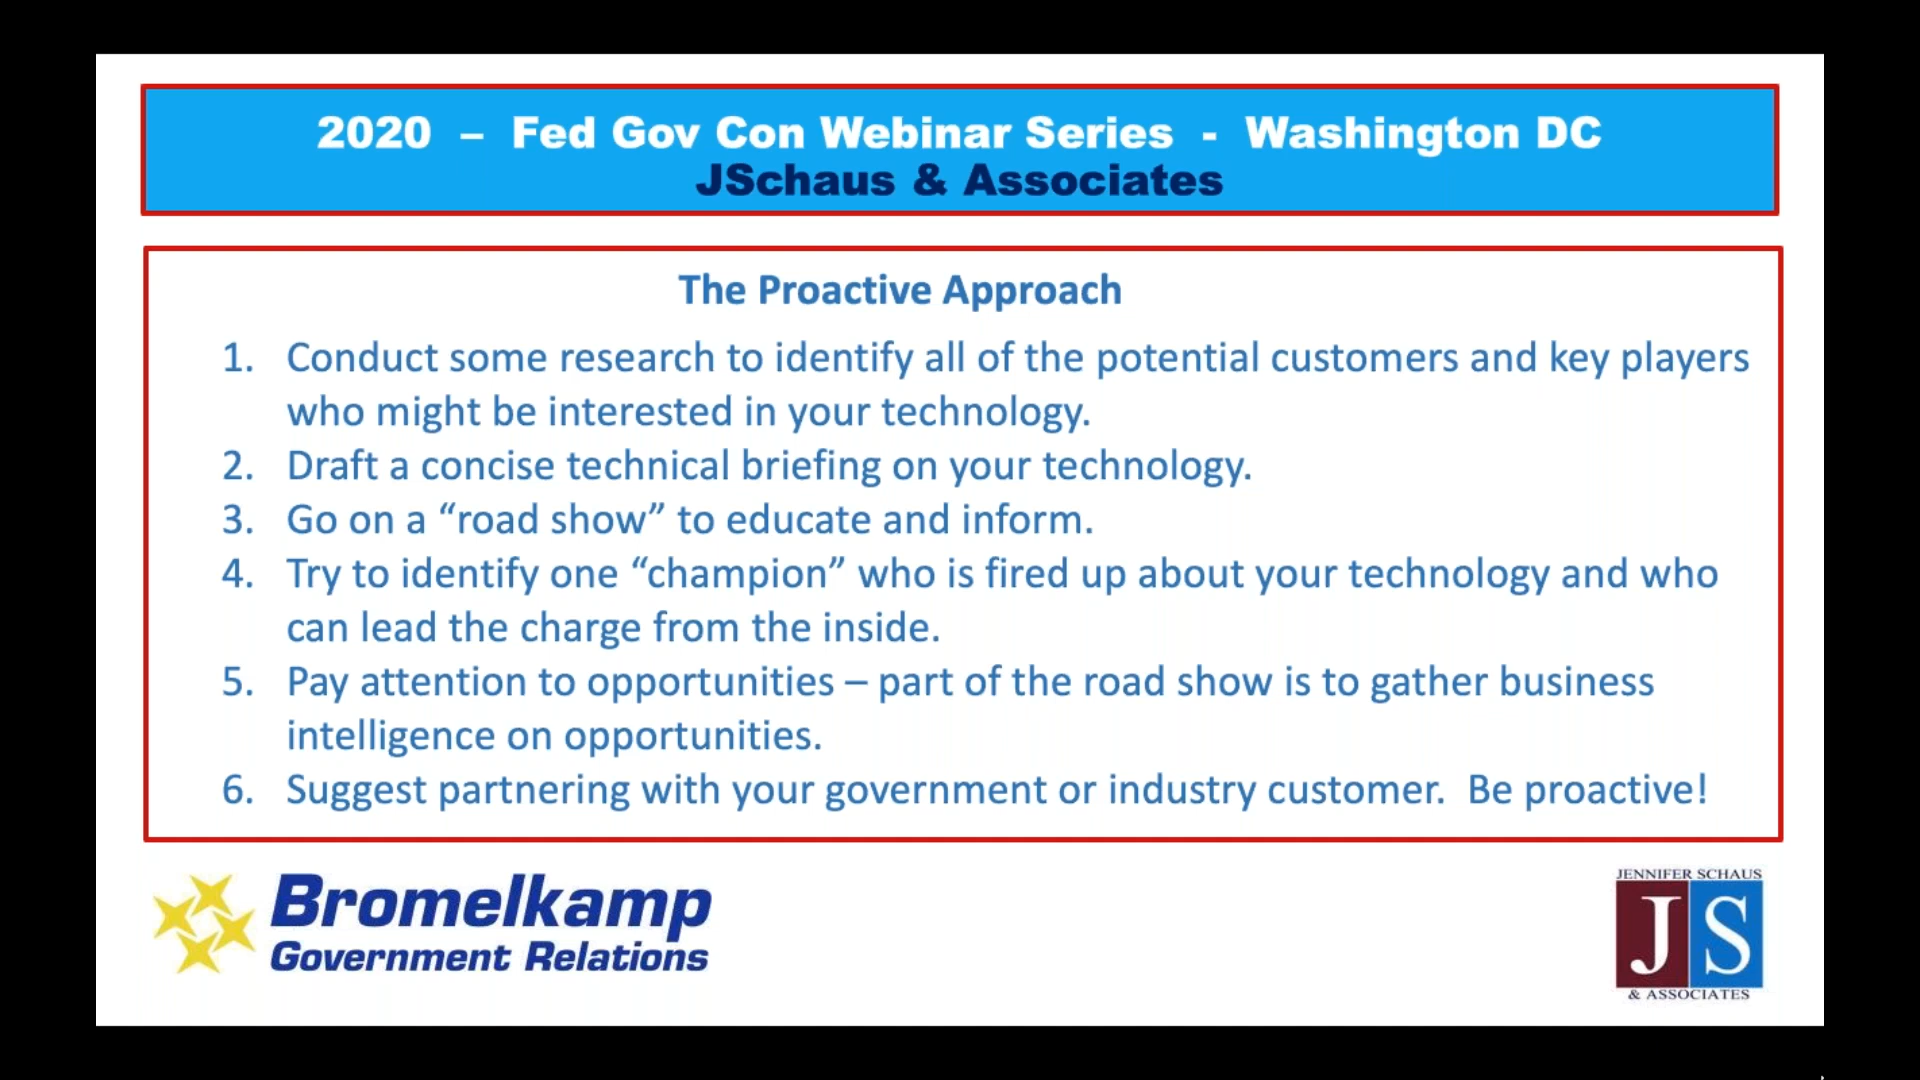 2020 – Fed Gov Con Webinar Series - Washington DC
JSchaus & Associates
The Proactive Approach
1. Conduct some research to identify all of the potential customers and key players
who might be interested in your technology.
2. Draft a concise technical briefing on your technology.
3. Go on a “road show” to educate and inform.
4. Try to identify one “champion” who is fired up about your technology and who
can lead the charge from the inside.
5. Pay attention to opportunities – part of the road show is to gather business
intelligence on opportunities.
6. Suggest partnering with your government or industry customer. Be proactive!
Bromelkamp
Government Relations
JENNIFER SCHAUS
JS
& ASSOCIATES